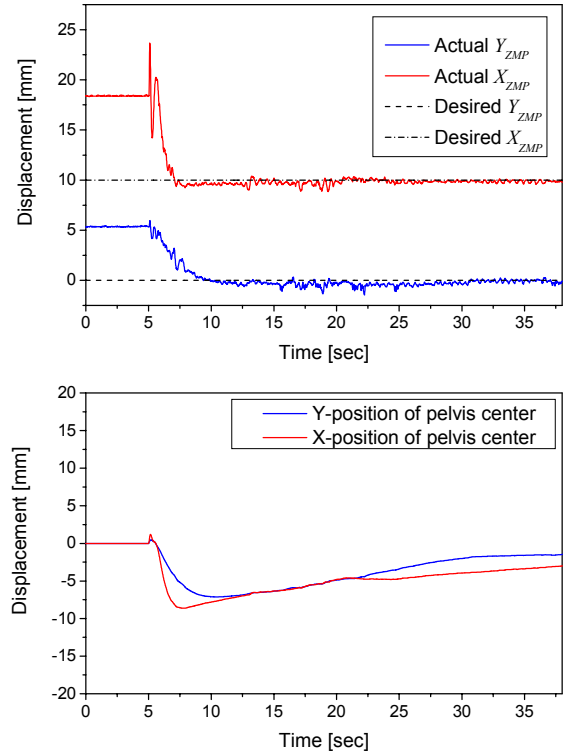 Actual Y_ZMP
Actual X_ZMP
Desired Y_ZMP
Desired X_ZMP
Displacement [mm]
25
20
15
10
5
0
0 5 10 15 20 25 30 35
Time [sec]
Y-position of pelvis center
X-position of pelvis center
Displacement [mm]
20
15
10
5
0
-5
-10
-15
-20
0 5 10 15 20 25 30 35
Time [sec]